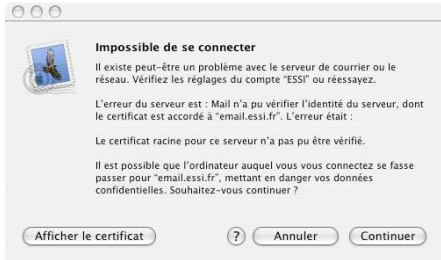 Impossible de se connecter
Il existe peut-être un problème avec le serveur de courrier ou le
réseau. Vérifiez les réglages du compte “ESSI” ou réessayez.
L'erreur du serveur est : Mail n'a pu vérifier l'identité du serveur, dont
le certificat est accordé à “email.essi.fr”. L'erreur était :
Le certificat racine pour ce serveur n'a pas pu être vérifié.
Il est possible que l'ordinateur auquel vous vous connectez se fasse
passer pour “email.essi.fr”, mettant en danger vos données
confidentielles. Souhaitez-vous continuer ?
Afficher le certificat ? Annuler Continuer